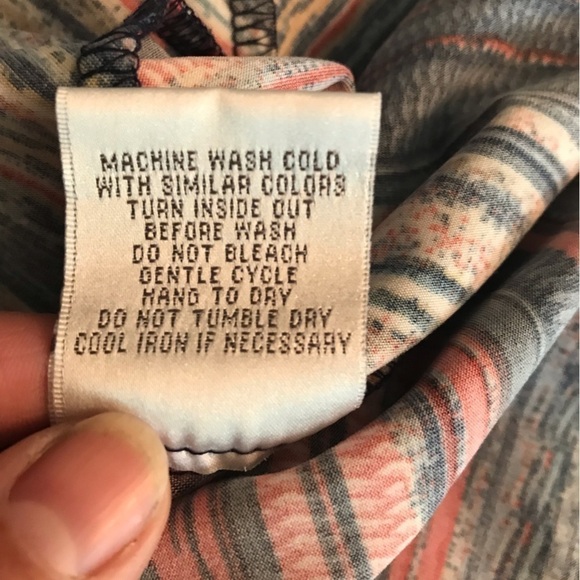 MACHINE WASH COLD
WITH SIMILAR COLORS
TURN INSIDE OUT
BEFORE WASH
DO NOT BLEACH
GENTLE CYCLE
HANG TO DRY
DO NOT TUMBLE DRY
COOL IRON IF NECESSARY